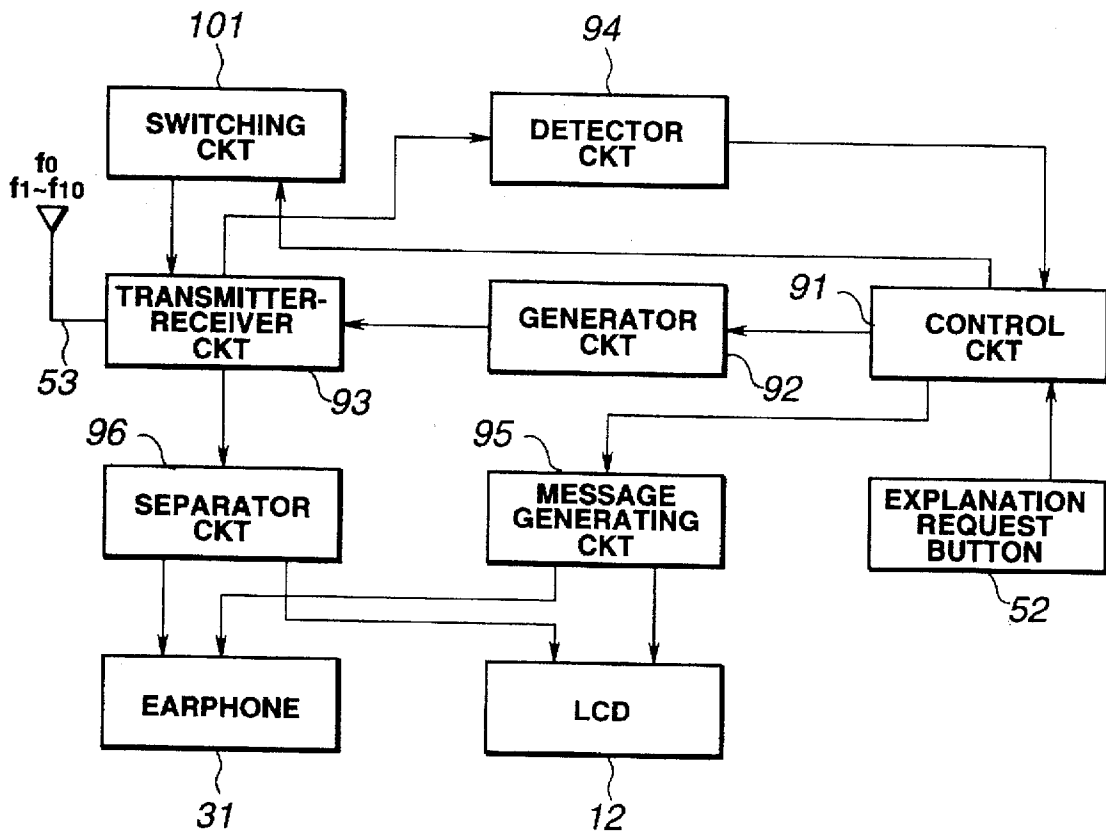 101
94
SWITCHING
CKT
DETECTOR
CKT
f0
f1~f10
TRANSMITTER-
RECEIVER
CKT
GENERATOR
CKT
91
CONTROL
CKT
53
93
92
96
95
SEPARATOR
CKT
MESSAGE
GENERATING
CKT
EXPLANATION
REQUEST
BUTTON
52
EARPHONE
LCD
31
12